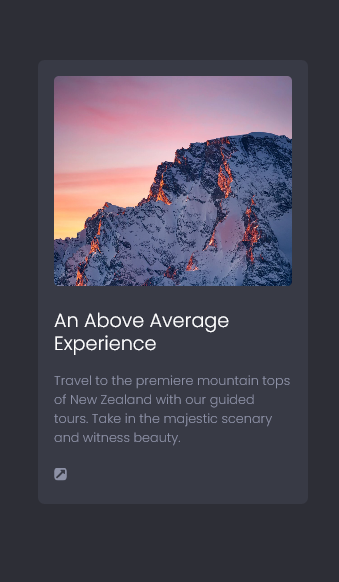 An Above Average
Experience
Travel to the premiere mountain tops
of New Zealand with our guided
tours. Take in the majestic scenary
and witness beauty.